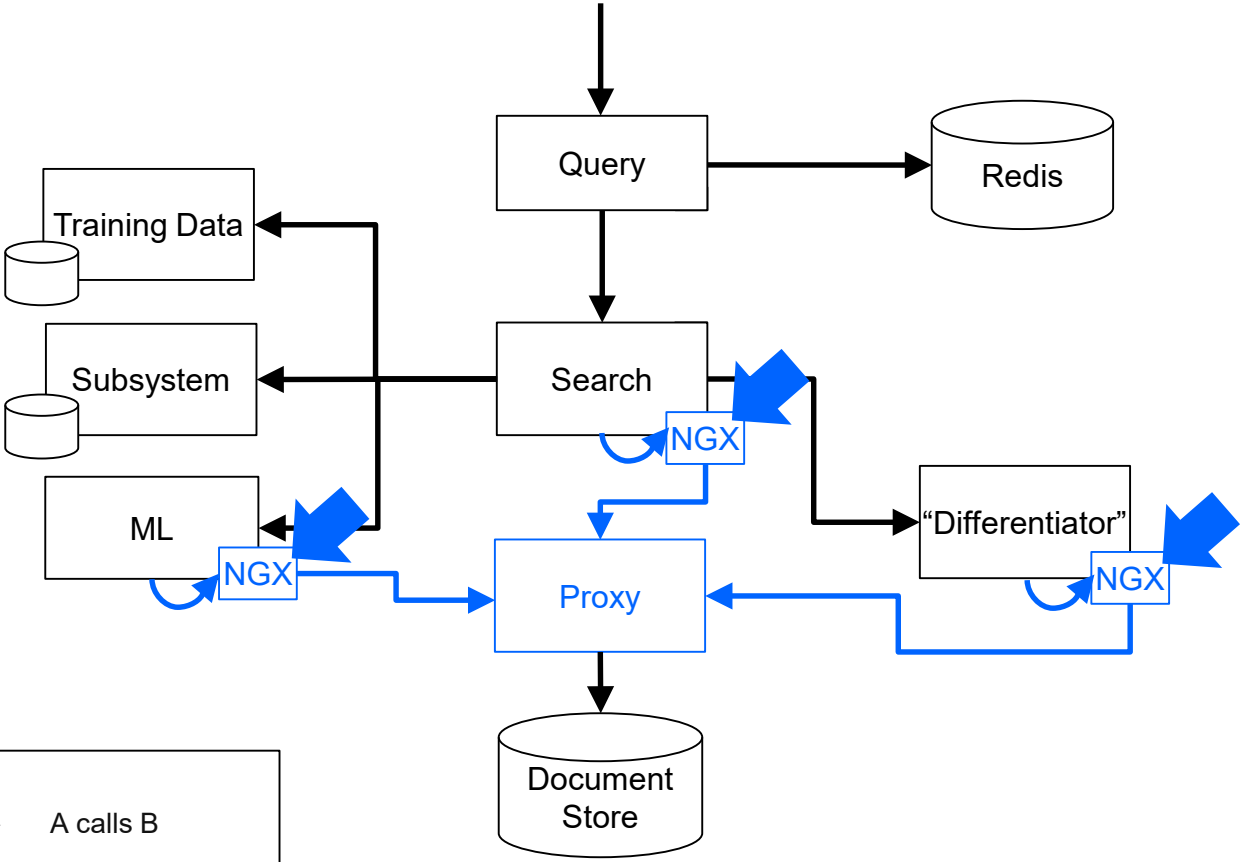 Query
Redis
Training Data
Subsystem
Search
NGX
ML
NGX
"Differentiator"
NGX
Proxy
Document
Store
A calls B